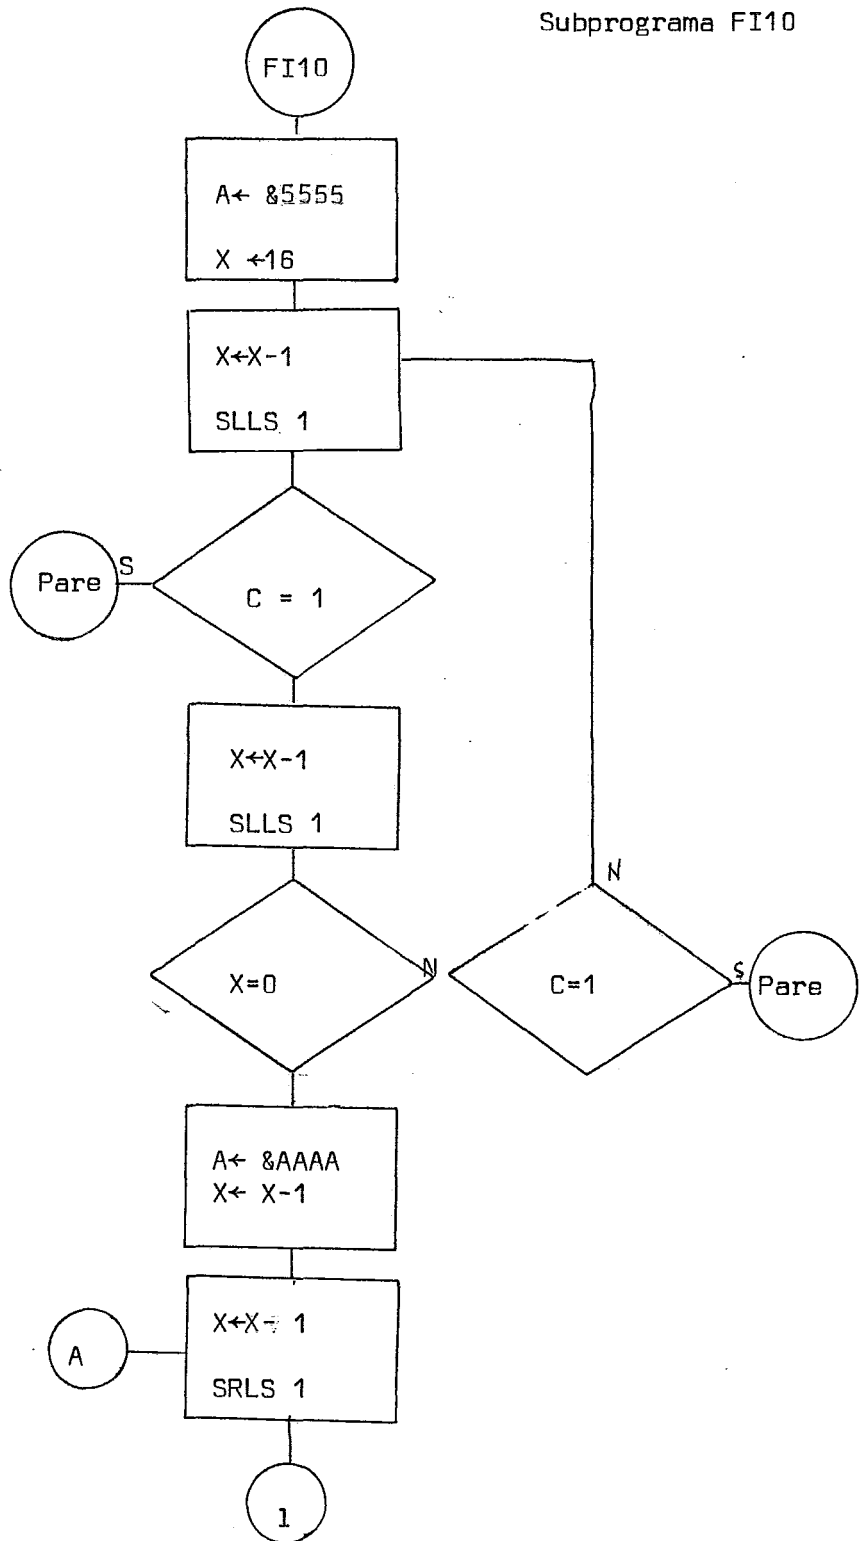 Subprograma FI10
FI10
A← &5555
X ←16
X←X-1
SLLS 1
Pare
S
C = 1
X←X-1
SLLS 1
N
X=0
N
C=1
S
Pare
A← &AAAA
X← X-1
X←X- 1
A
SRLS 1
1